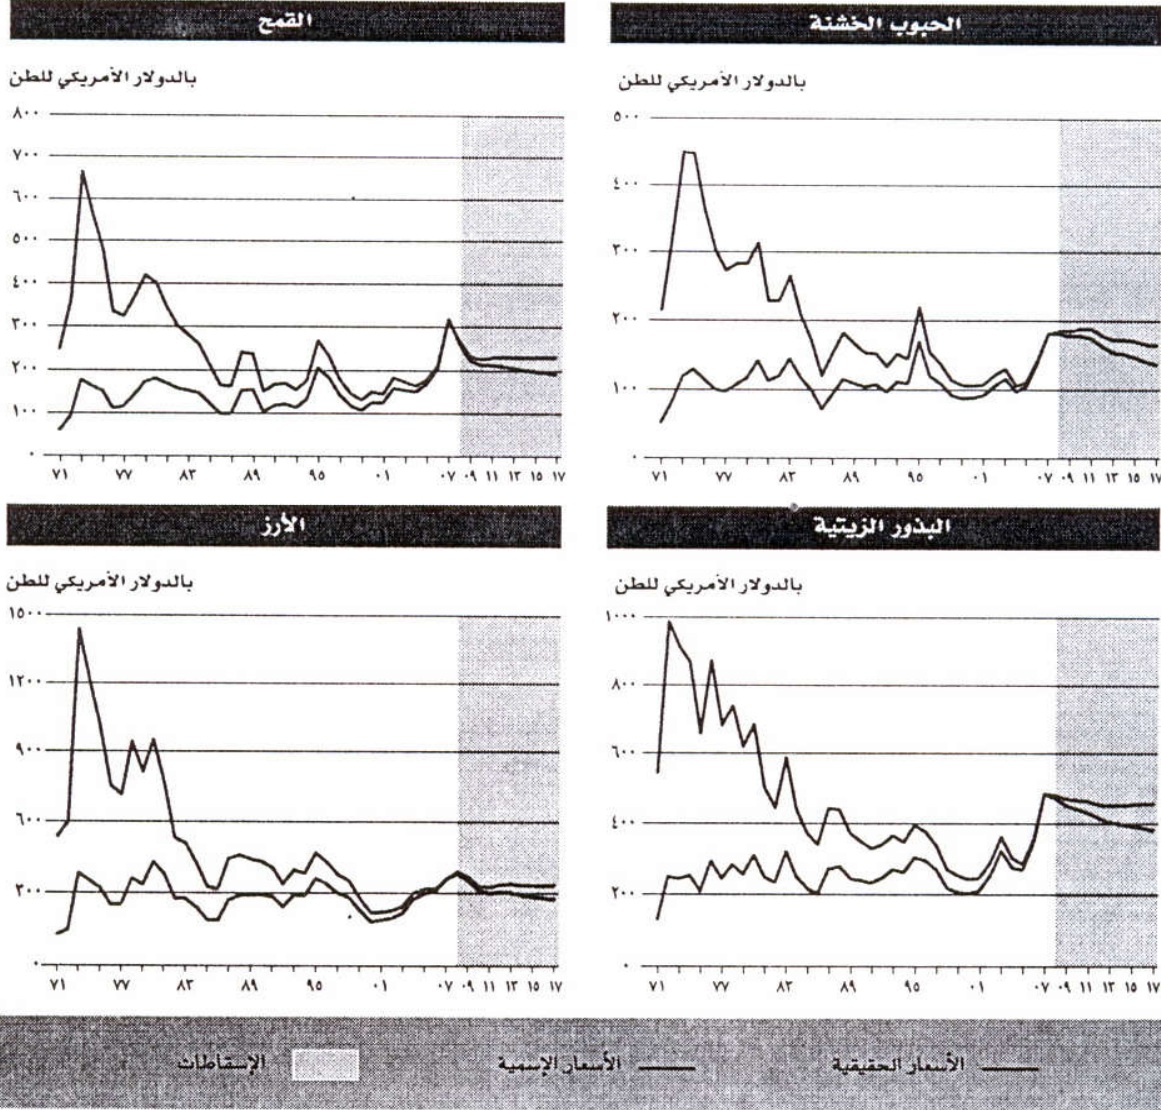 الحبوب الخشنة
بالدولار الأمريكي للطن
٥٠٠
٤٠٠
٣٠٠
٢٠٠
١٠٠
٠
٧١ ٧٧ ٨٣ ٨٩ ٩٥ ٠١ ٠٧ ٠٩ ١١ ١٣ ١٥ ١٧
القمح
بالدولار الأمريكي للطن
٨٠٠
٧٠٠
٦٠٠
٥٠٠
٤٠٠
٣٠٠
٢٠٠
١٠٠
٠
٧١ ٧٧ ٨٣ ٨٩ ٩٥ ٠١ ٠٧ ٠٩ ١١ ١٣ ١٥ ١٧
البذور الزيتية
بالدولار الأمريكي للطن
١٠٠٠
٨٠٠
٦٠٠
٤٠٠
٢٠٠
٠
٧١ ٧٧ ٨٣ ٨٩ ٩٥ ٠١ ٠٧ ٠٩ ١١ ١٣ ١٥ ١٧
الأرز
بالدولار الأمريكي للطن
١٥٠٠
١٢٠٠
٩٠٠
٦٠٠
٣٠٠
٠
٧١ ٧٧ ٨٣ ٨٩ ٩٥ ٠١ ٠٧ ٠٩ ١١ ١٣ ١٥ ١٧
الأسعار الحقيقية الأسعار الإسمية الإسقاطات